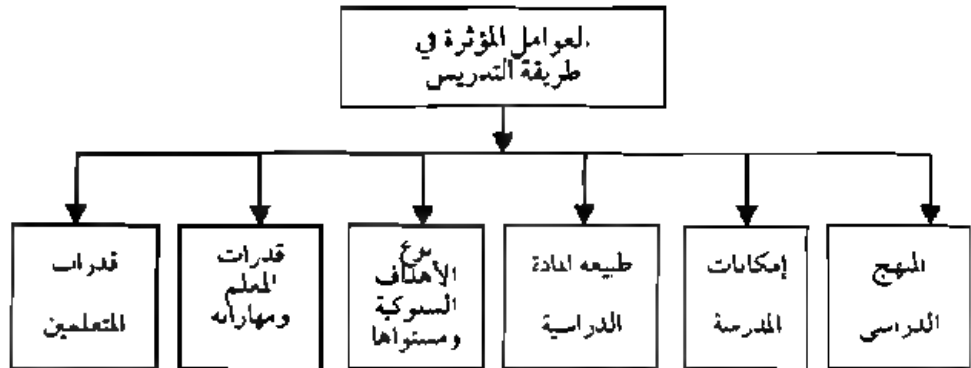 العوامل المؤثرة في
طريقة التدريس
المنهج
الدراسي
إمكانات
المدرسة
طبيعة المادة
الدراسية
نوع
الأهداف
السلوكية
ومستواها
قدرات
المعلم
ومهاراته
قدرات
المتعلمين